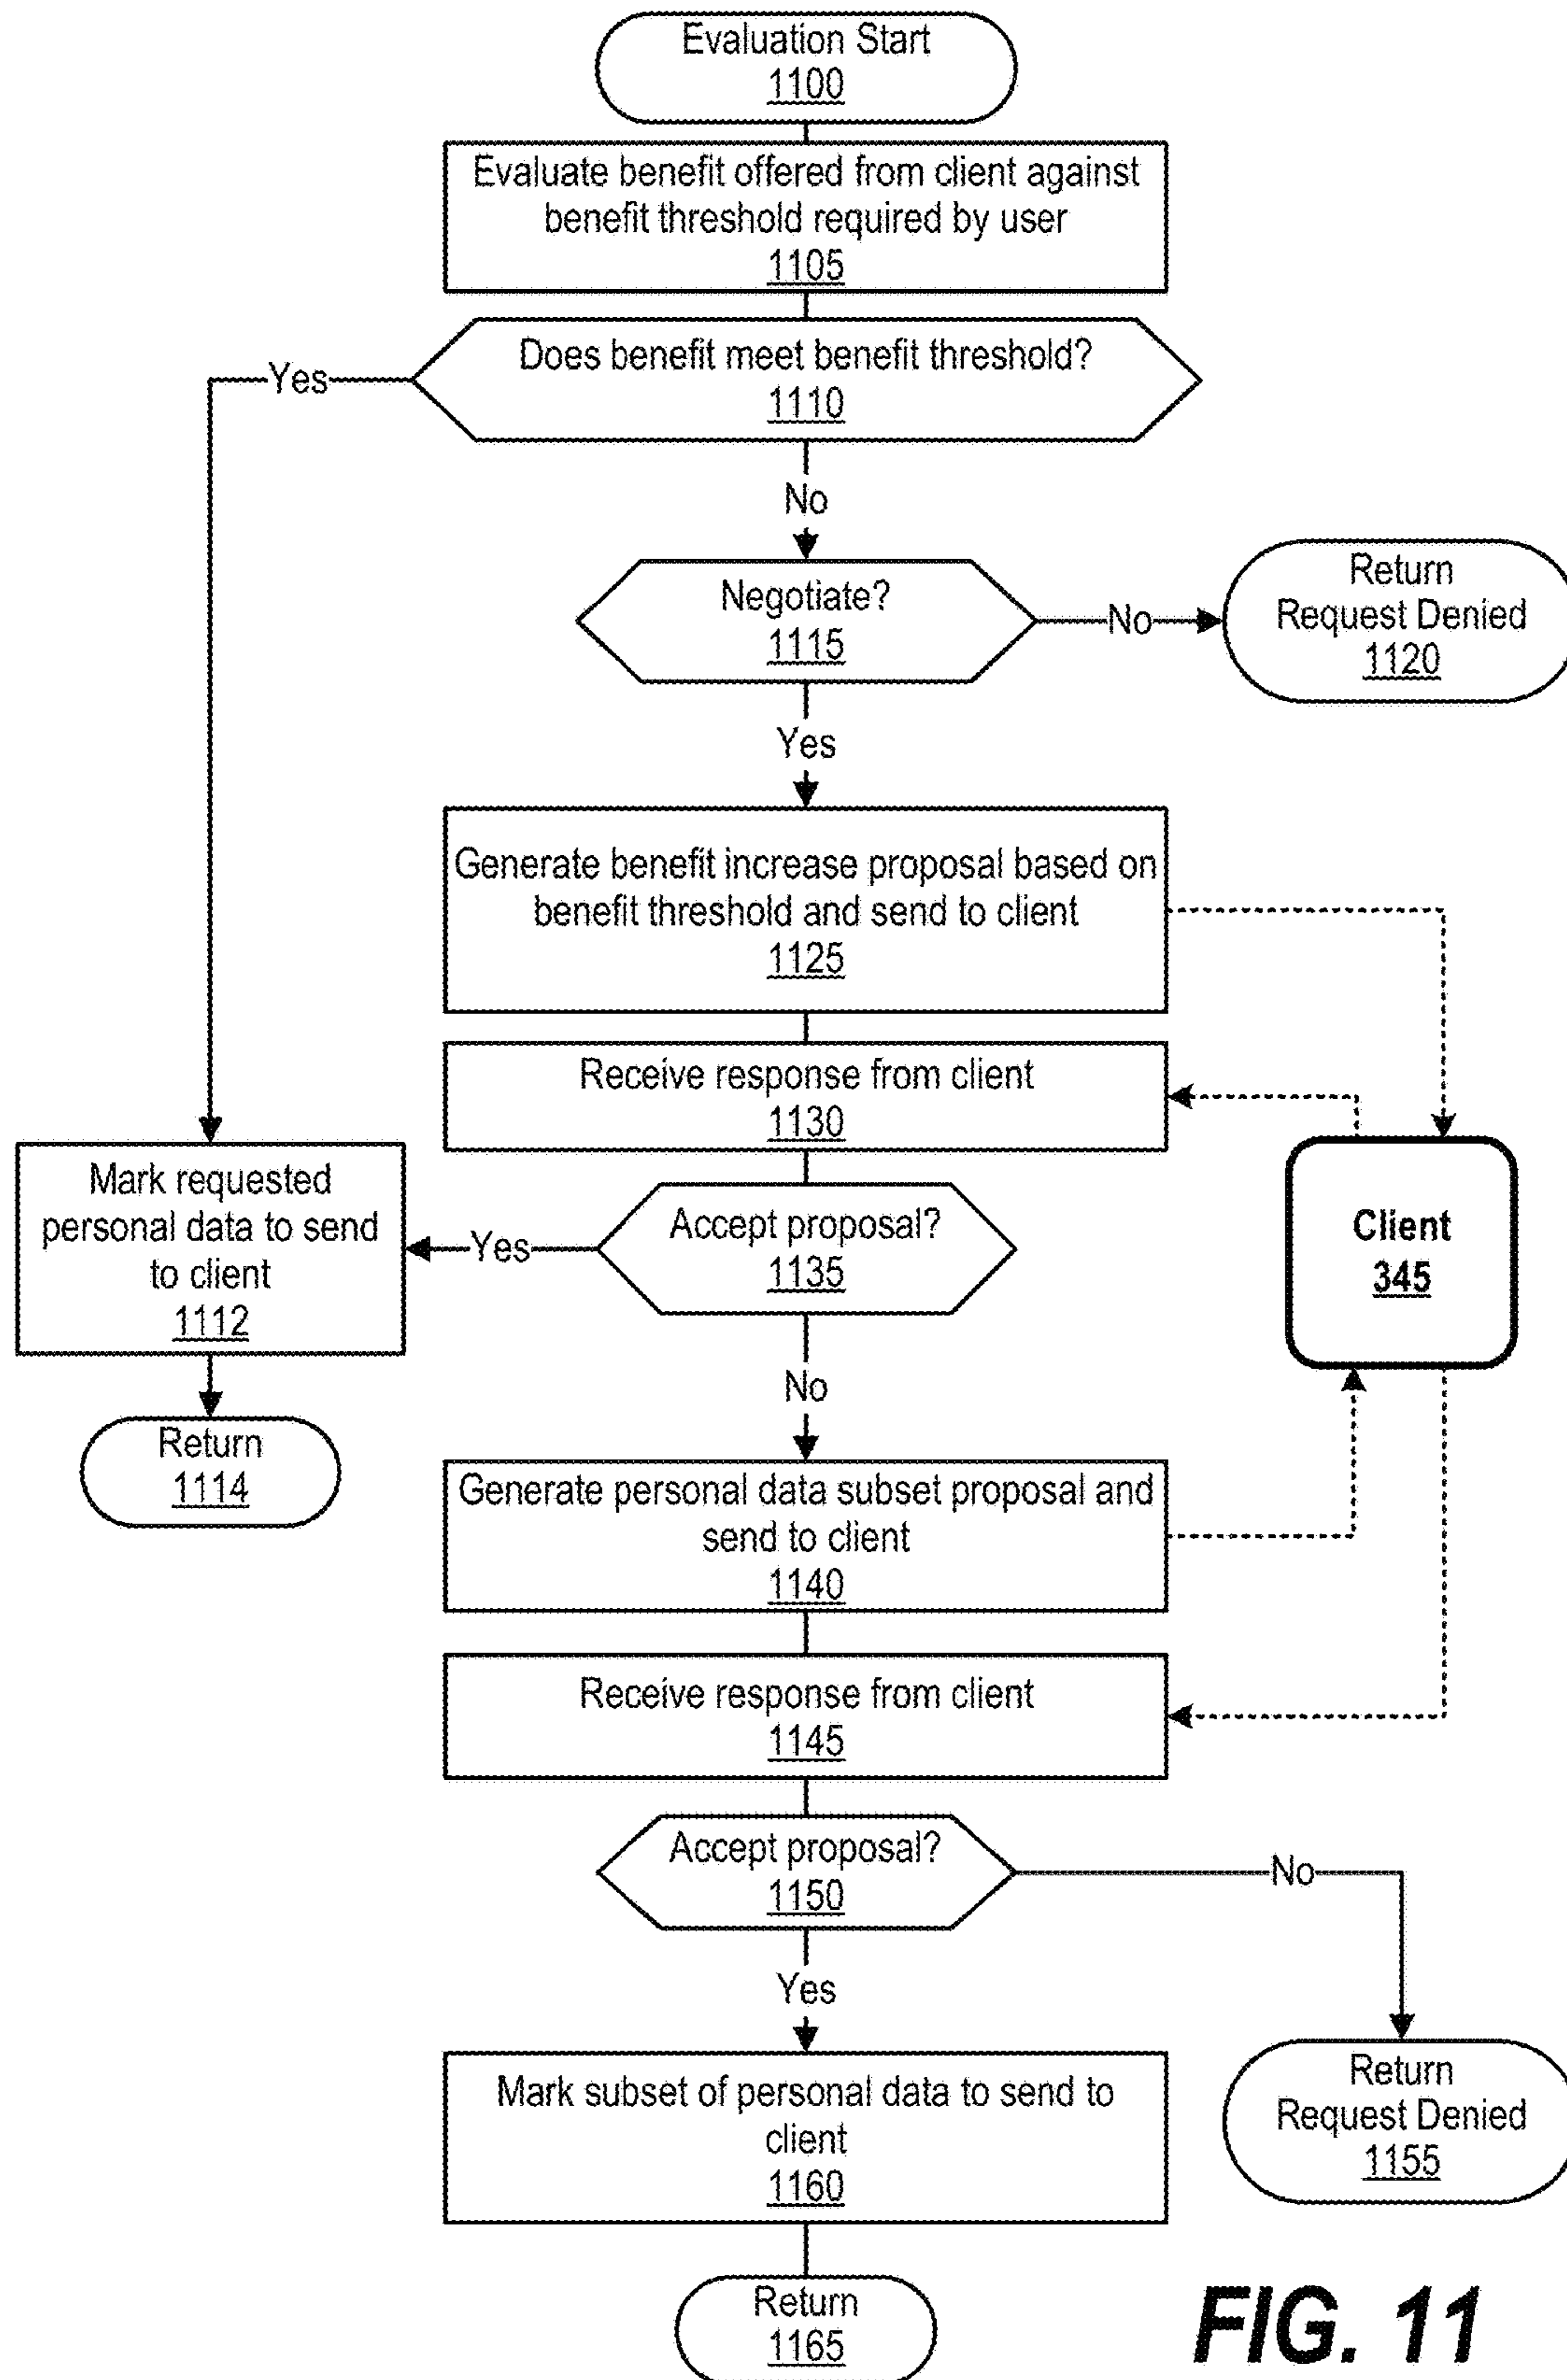 Evaluation Start
1100
Evaluate benefit offered from client against
benefit threshold required by user
1105
Does benefit meet benefit threshold?
1110
Yes
No
Negotiate?
1115
No
Return
Request Denied
1120
Yes
Generate benefit increase proposal based on
benefit threshold and send to client
1125
Receive response from client
1130
Mark requested
personal data to send
to client
1112
Yes
Accept proposal?
1135
Client
345
No
Return
1114
Generate personal data subset proposal and
send to client
1140
Receive response from client
1145
Accept proposal?
1150
No
Yes
Mark subset of personal data to send to
client
1160
Return
Request Denied
1155
Return
1165
FIG. 11